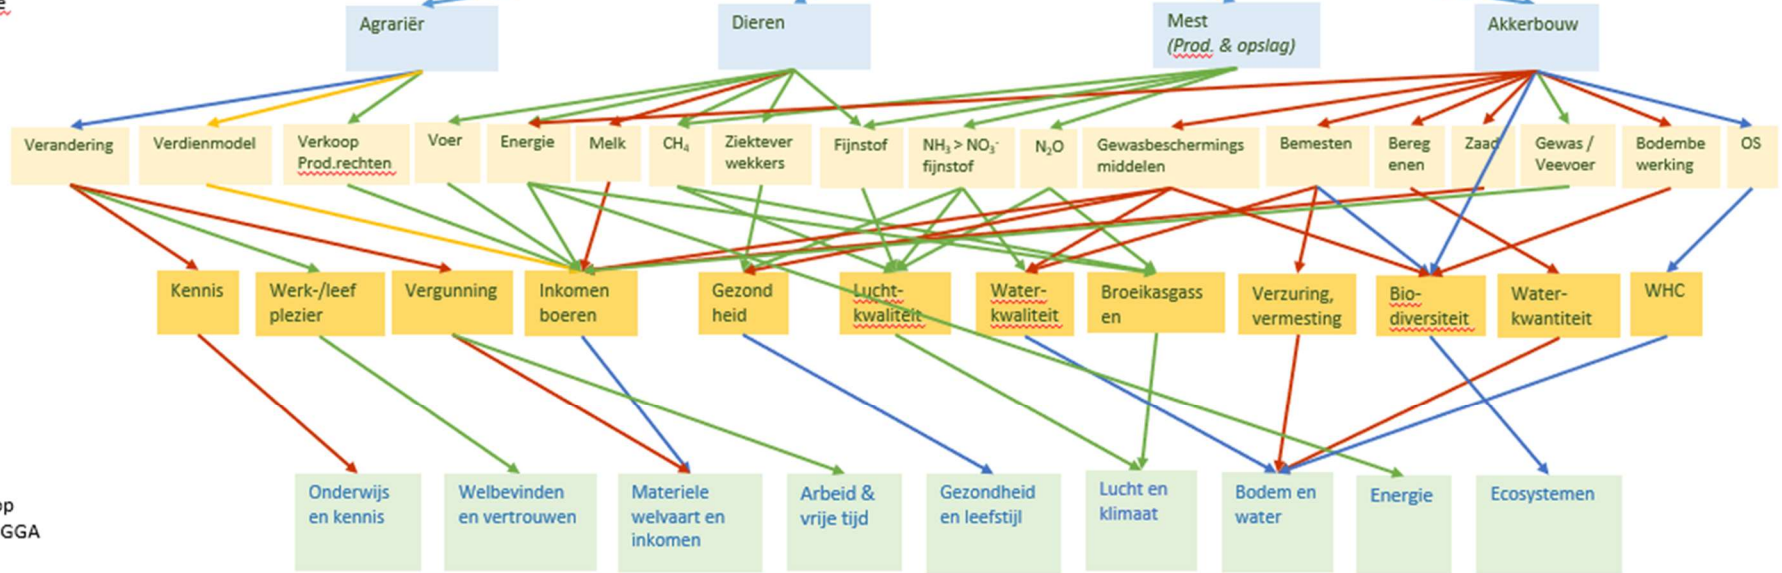 Agrariër
Dieren
Mest
(Prod. & opslag)
Akkerbouw
Verandering
Verdienmodel
Verkoop
Prod.rechten
Voer
Energie
Melk
CH₄
Ziektever
wekkers
Fijnstof
NH₃ > NO₃⁻
fijnstof
N₂O
Gewasbeschermings
middelen
Bemesten
Bereg
enen
Zaad
Gewas /
Veevoer
Bodembe
werking
OS
Kennis
Werk-/leef
plezier
Vergunning
Inkomen
boeren
Gezond
heid
Lucht-
kwaliteit
Water-
kwaliteit
Broeikasgass
en
Verzuring,
vermesting
Bio-
diversiteit
Water-
kwantiteit
WHC
Onderwijs
en kennis
Welbevinden
en vertrouwen
Materiele
welvaart en
inkomen
Arbeid &
vrije tijd
Gezondheid
en leefstijl
Lucht en
klimaat
Bodem en
water
Energie
Ecosystemen
GGA